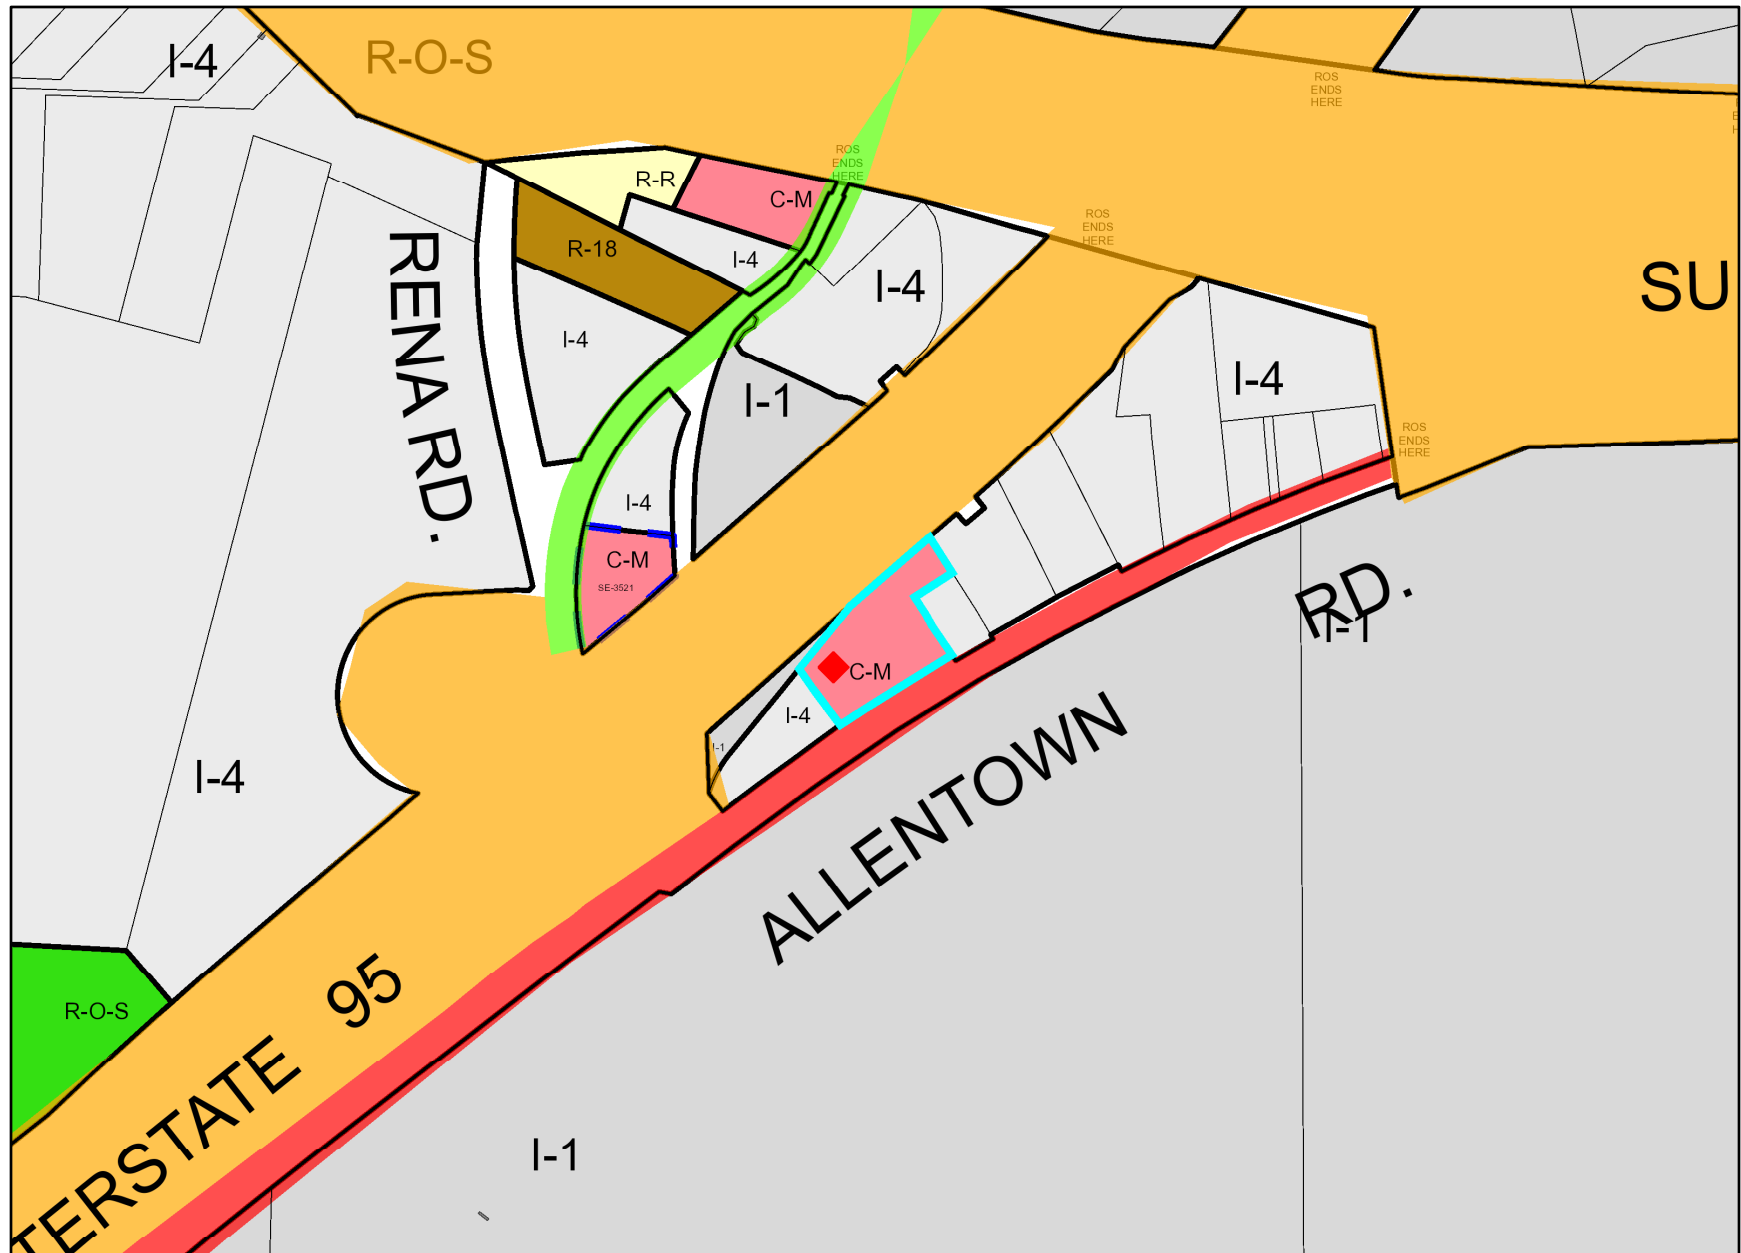 I-4
R-O-S
ROS
ENDS
HERE
ROS
ENDS
HERE
R-R
C-M
ROS
ENDS
HERE
R-18
I-4
I-4
SU
RENA RD.
I-4
I-4
I-1
ROS
ENDS
HERE
I-4
C-M
SE-3521
RD.
I-1
C-M
I-4
I-1
I-4
ALLENTOWN
R-O-S
95
TERSTATE
I-1